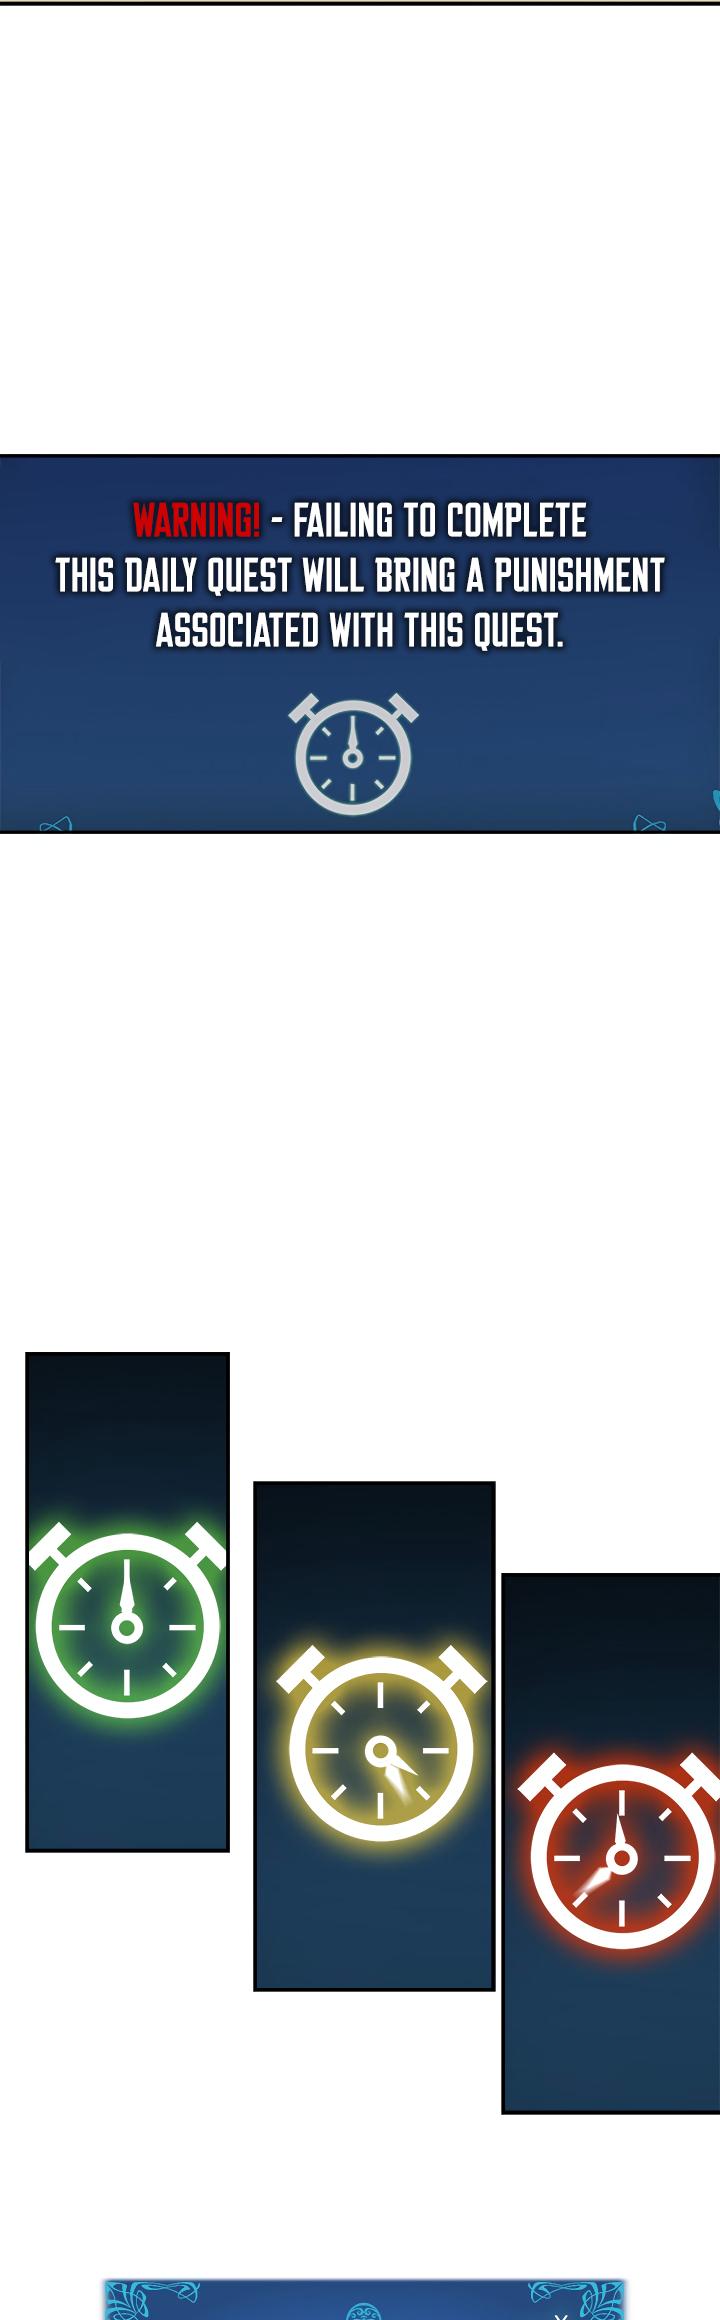 WARNING! - FAILING TO COMPLETE
THIS DAILY QUEST WILL BRING A PUNISHMENT
ASSOCIATED WITH THIS QUEST.